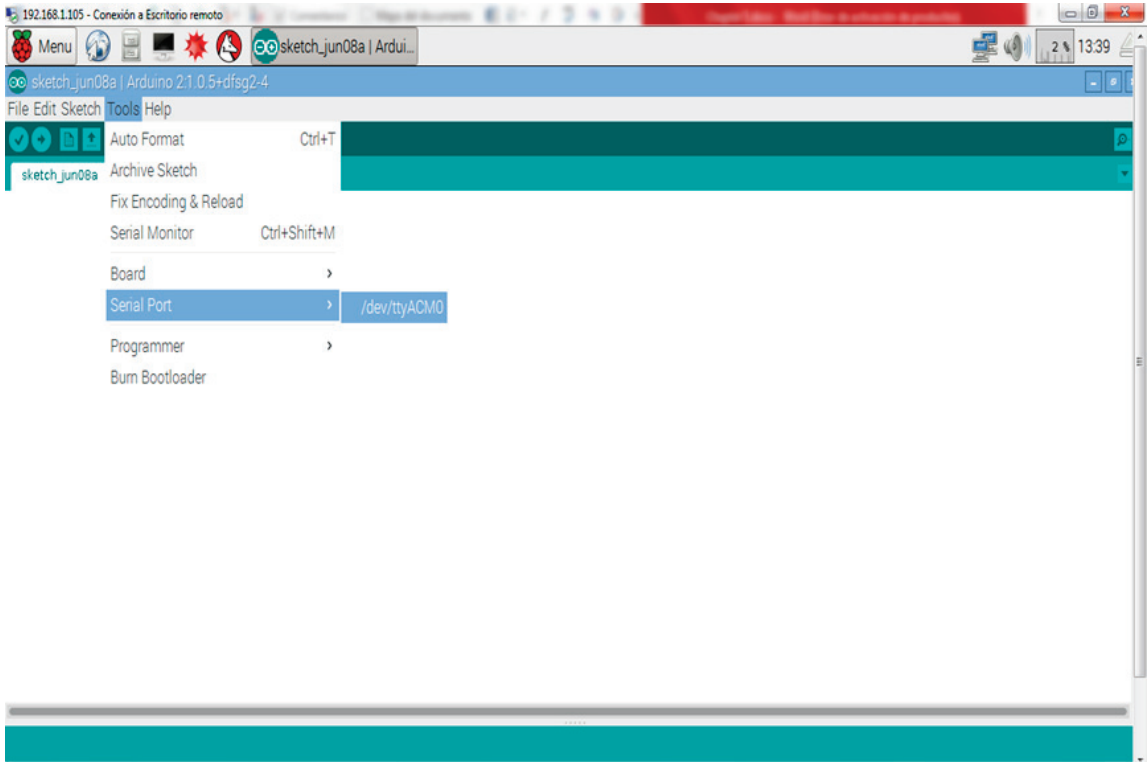 192.168.1.105 - Conexión a Escritorio remoto
Menu sketch_jun08a | Ardui... 2 % 13:39
sketch_jun08a | Arduino 2:1.0.5+dfsg2-4
File Edit Sketch Tools Help
sketch_jun08a
Auto Format Ctrl+T
Archive Sketch
Fix Encoding & Reload
Serial Monitor Ctrl+Shift+M
Board
Serial Port /dev/ttyACM0
Programmer
Burn Bootloader